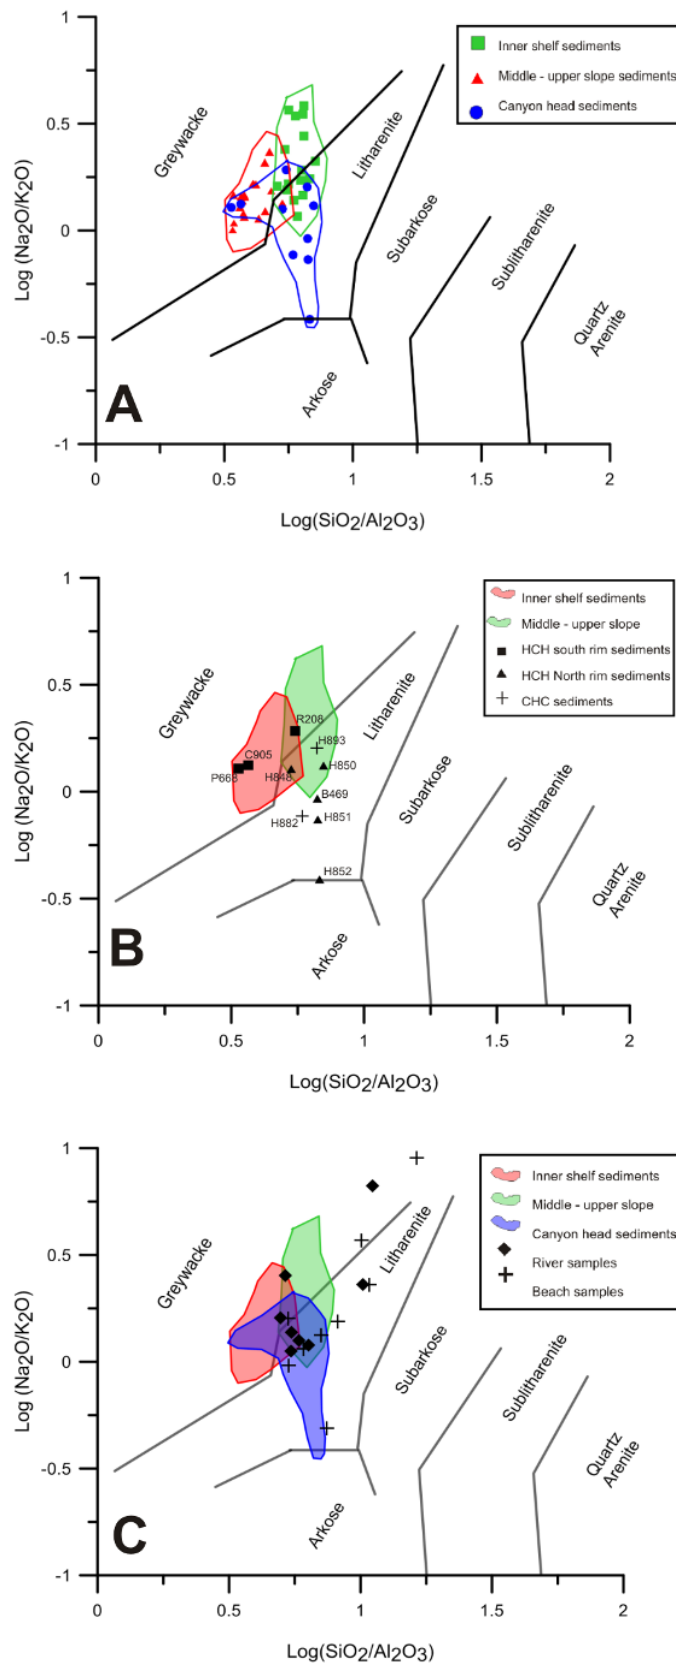 1
0.5
0
-0.5
-1
Log (Na2O/K2O)
Greywacke
Litharenite
Subarkose
Sublitharenite
Quartz
Arenite
Arkose
Inner shelf sediments
Middle - upper slope sediments
Canyon head sediments
A
0
0.5
1
1.5
2
Log(SiO2/Al2O3)
1
0.5
0
-0.5
-1
Log (Na2O/K2O)
Greywacke
Litharenite
Subarkose
Sublitharenite
Quartz
Arenite
Arkose
Inner shelf sediments
Middle - upper slope
HCH south rim sediments
HCH North rim sediments
CHC sediments
R208
H893
C905
P668
H848
H850
B469
H882
H851
H852
B
0
0.5
1
1.5
2
Log(SiO2/Al2O3)
1
0.5
0
-0.5
-1
Log (Na2O/K2O)
Greywacke
Litharenite
Subarkose
Sublitharenite
Quartz
Arenite
Arkose
Inner shelf sediments
Middle - upper slope
Canyon head sediments
River samples
Beach samples
C
0
0.5
1
1.5
2
Log(SiO2/Al2O3)